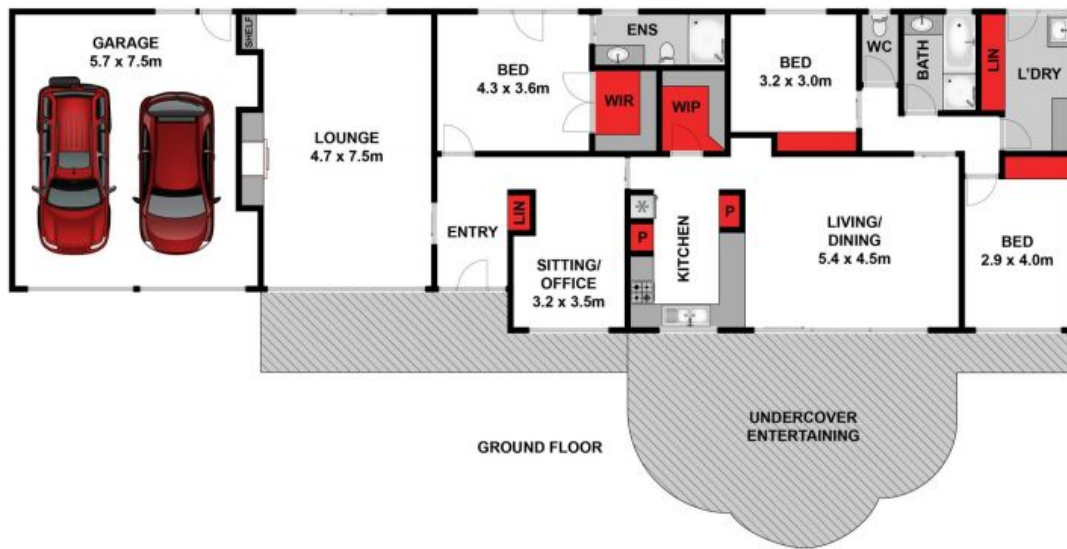 GARAGE
5.7 x 7.5m
SHELF
LOUNGE
4.7 x 7.5m
BED
4.3 x 3.6m
ENS
WIR
WIP
BED
3.2 x 3.0m
WC
BATH
LIN
L'DRY
ENTRY
LIN
SITTING/
OFFICE
3.2 x 3.5m
P
KITCHEN
P
LIVING/
DINING
5.4 x 4.5m
BED
2.9 x 4.0m
GROUND FLOOR
UNDERCOVER
ENTERTAINING